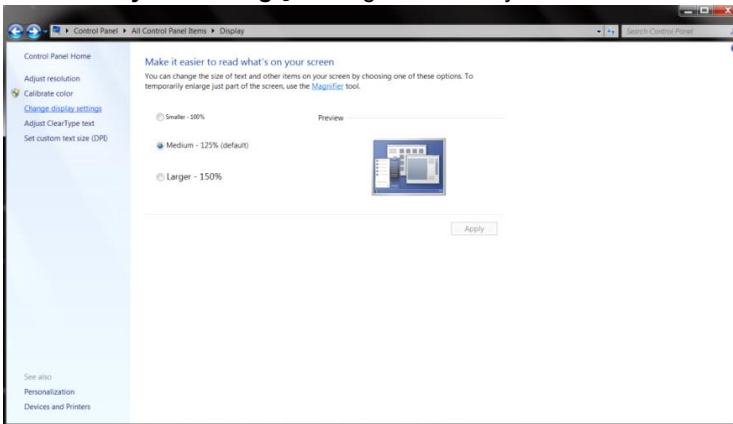 Control Panel ▸ All Control Panel Items ▸ Display
Search Control Panel
Control Panel Home
Adjust resolution
Calibrate color
Change display settings
Adjust ClearType text
Set custom text size (DPI)
Make it easier to read what's on your screen
You can change the size of text and other items on your screen by choosing one of these options. To
temporarily enlarge just part of the screen, use the Magnifier tool.
Smaller - 100%
Preview
Medium - 125% (default)
Larger - 150%
Apply
See also
Personalization
Devices and Printers